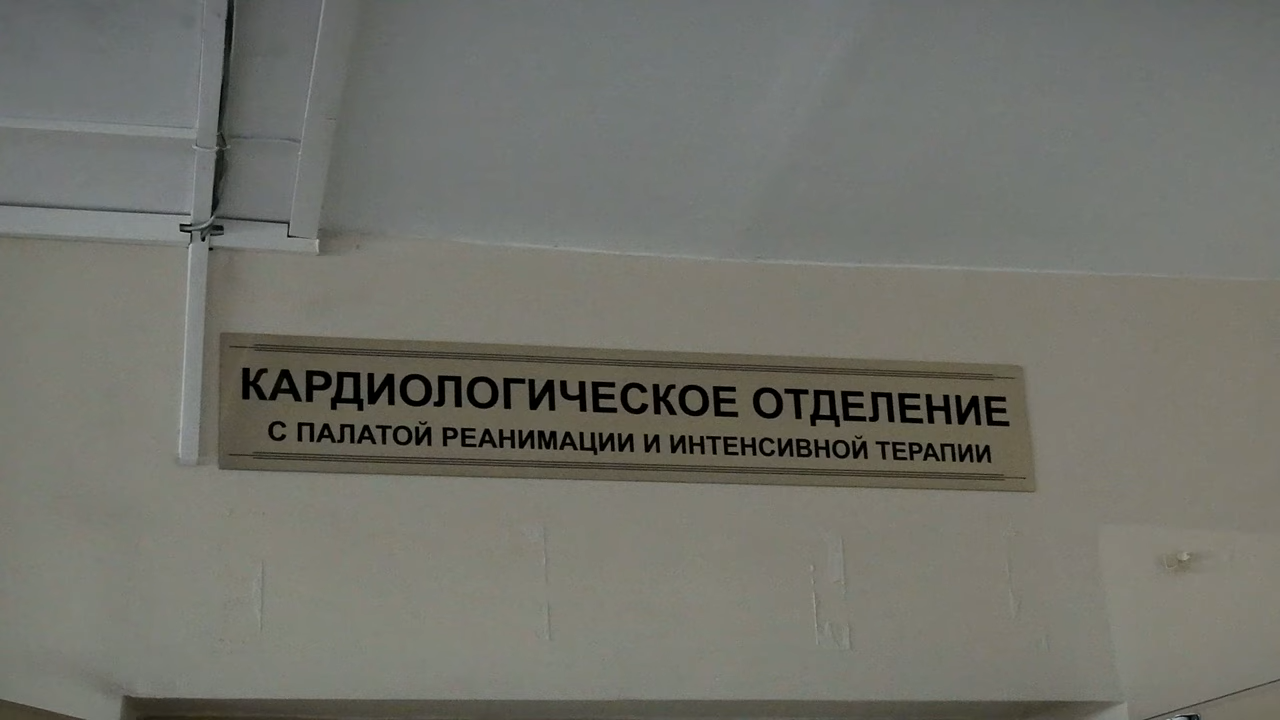 КАРДИОЛОГИЧЕСКОЕ ОТДЕЛЕНИЕ
С ПАЛАТОЙ РЕАНИМАЦИИ И ИНТЕНСИВНОЙ ТЕРАПИИ